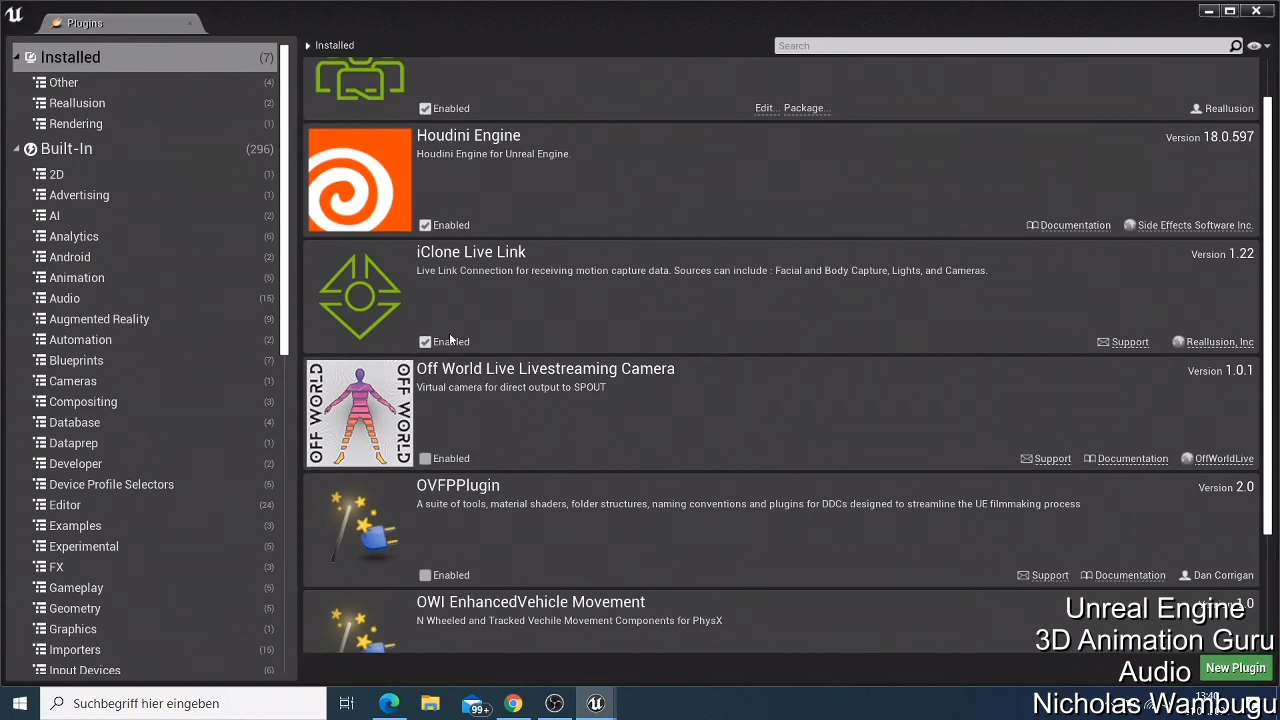 Plugins
Installed
(7)
Other
(4)
Reallusion
(2)
Rendering
(1)
Built-In
(296)
2D
(1)
Advertising
(1)
AI
(2)
Analytics
(6)
Android
(2)
Animation
(5)
Audio
(15)
Augmented Reality
(9)
Automation
(2)
Blueprints
(7)
Cameras
(1)
Compositing
(3)
Database
(4)
Dataprep
(1)
Developer
(2)
Device Profile Selectors
(5)
Editor
(24)
Examples
(3)
Experimental
(5)
FX
(3)
Gameplay
(5)
Geometry
(5)
Graphics
(1)
Importers
(15)
Input Devices
(6)
Installed
Search
Enabled
Edit... Package...
Reallusion
Houdini Engine
Version 18.0.597
Houdini Engine for Unreal Engine.
Enabled
Documentation
Side Effects Software Inc.
iClone Live Link
Version 1.22
Live Link Connection for receiving motion capture data. Sources can include : Facial and Body Capture, Lights, and Cameras.
Enabled
Support
Reallusion, Inc
OFF WORLD
OFF WORLD
Off World Live Livestreaming Camera
Version 1.0.1
Virtual camera for direct output to SPOUT
Enabled
Support
Documentation
OffWorldLive
OVFPPlugin
Version 2.0
A suite of tools, material shaders, folder structures, naming conventions and plugins for DDCs designed to streamline the UE filmmaking process
Enabled
Support
Documentation
Dan Corrigan
OWI EnhancedVehicle Movement
N Wheeled and Tracked Vechile Movement Components for PhysX
Unreal Engine
3D Animation Guru
Audio
Nicholas Wambugu
New Plugin
Suchbegriff hier eingeben
99+